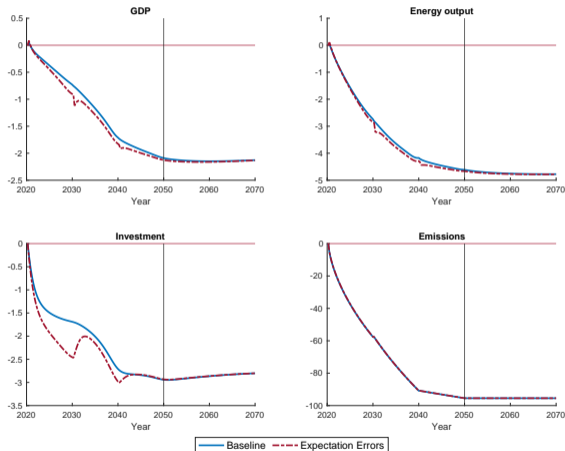 GDP
0.5
0
-0.5
-1
-1.5
-2
-2.5
2020 2030 2040 2050 2060 2070
Year
Energy output
1
0
-1
-2
-3
-4
-5
2020 2030 2040 2050 2060 2070
Year
Investment
0
-0.5
-1
-1.5
-2
-2.5
-3
-3.5
2020 2030 2040 2050 2060 2070
Year
Emissions
0
-20
-40
-60
-80
-100
2020 2030 2040 2050 2060 2070
Year
Baseline Expectation Errors